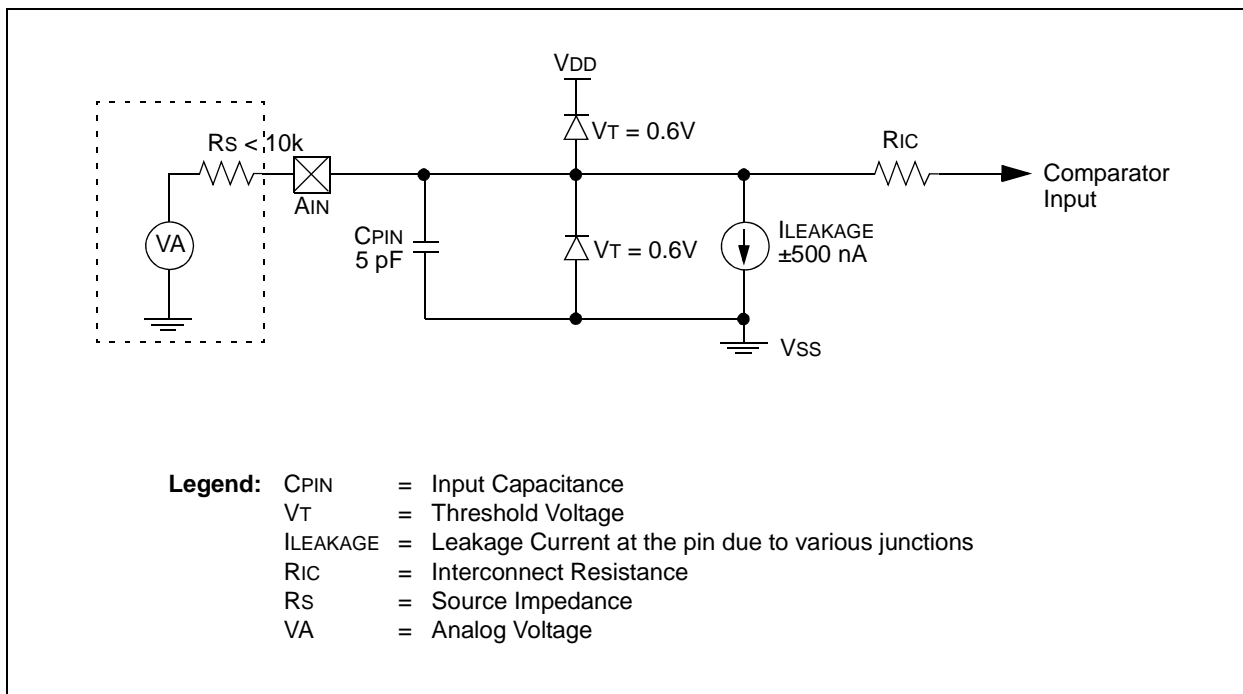 VDD
VT = 0.6V
RS < 10k
RIC
AIN
Comparator
Input
VA
CPIN
5 pF
VT = 0.6V
ILEAKAGE
±500 nA
VSS
Legend: CPIN = Input Capacitance
VT = Threshold Voltage
ILEAKAGE = Leakage Current at the pin due to various junctions
RIC = Interconnect Resistance
RS = Source Impedance
VA = Analog Voltage